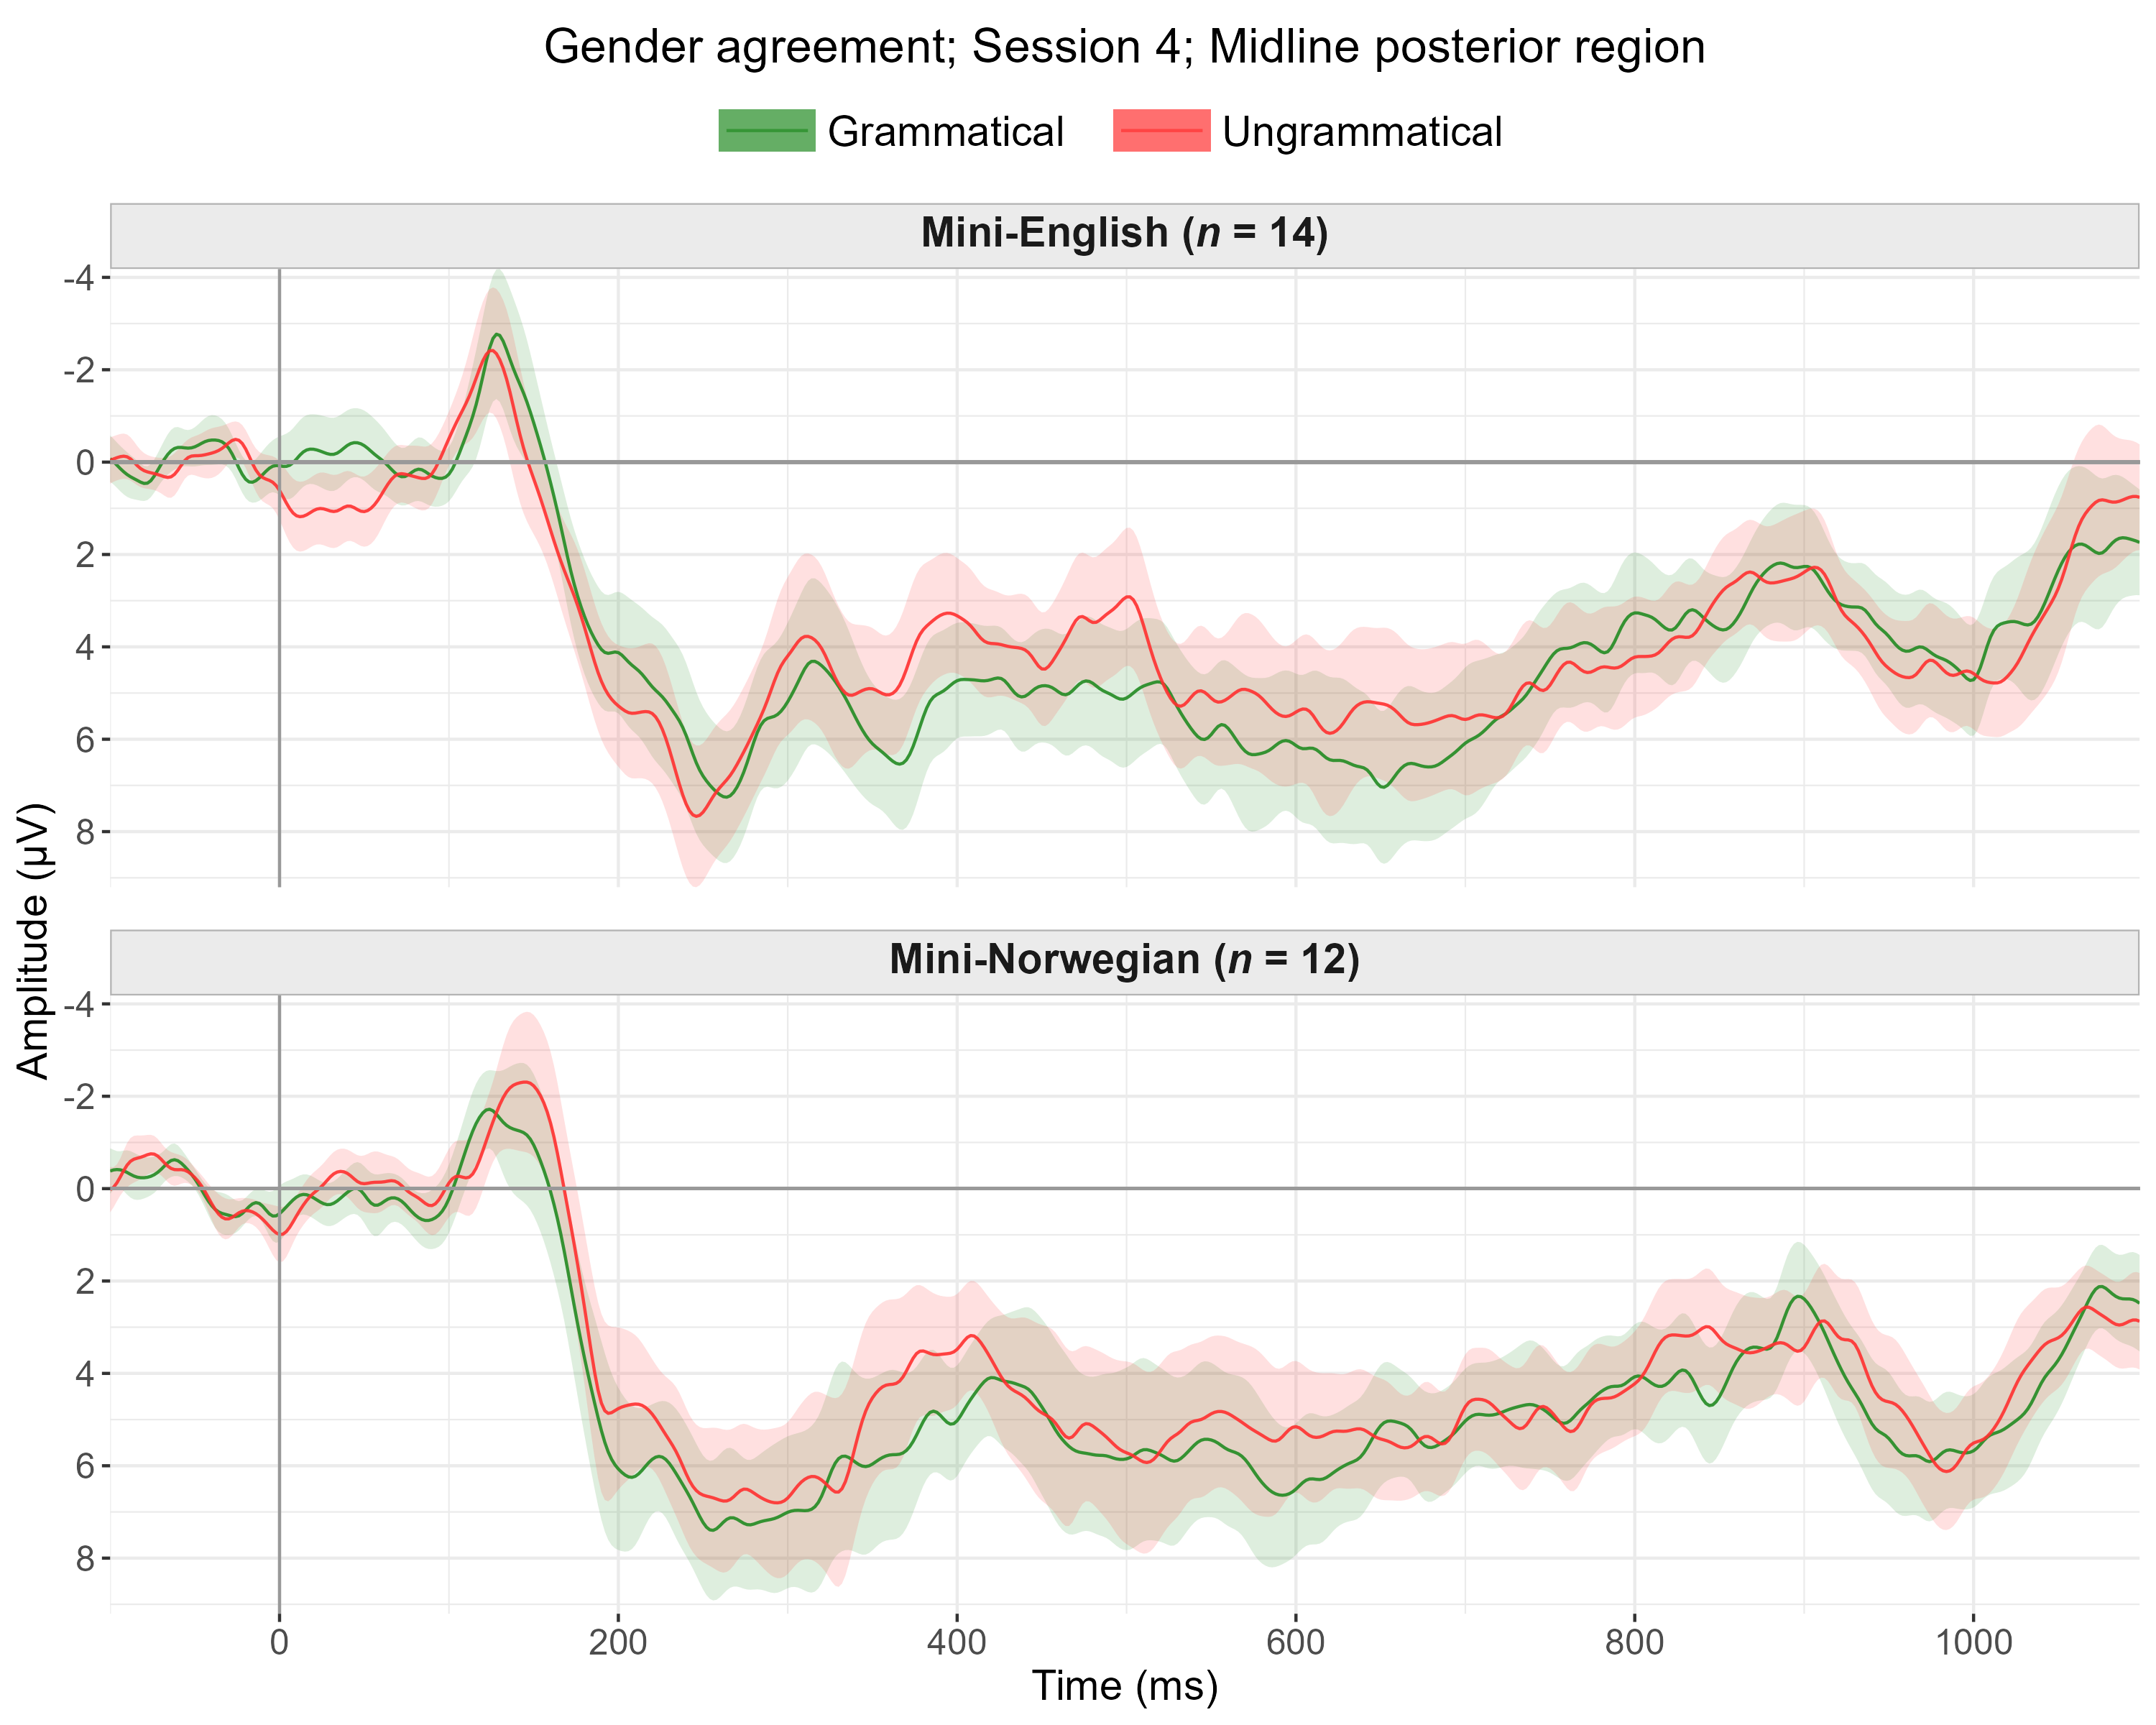 Gender agreement; Session 4; Midline posterior region
Grammatical
Ungrammatical
Mini-English (n = 14)
-4
-2
0
2
4
6
8
Amplitude (µV)
Mini-Norwegian (n = 12)
-4
-2
0
2
4
6
8
0
200
400
600
800
1000
Time (ms)